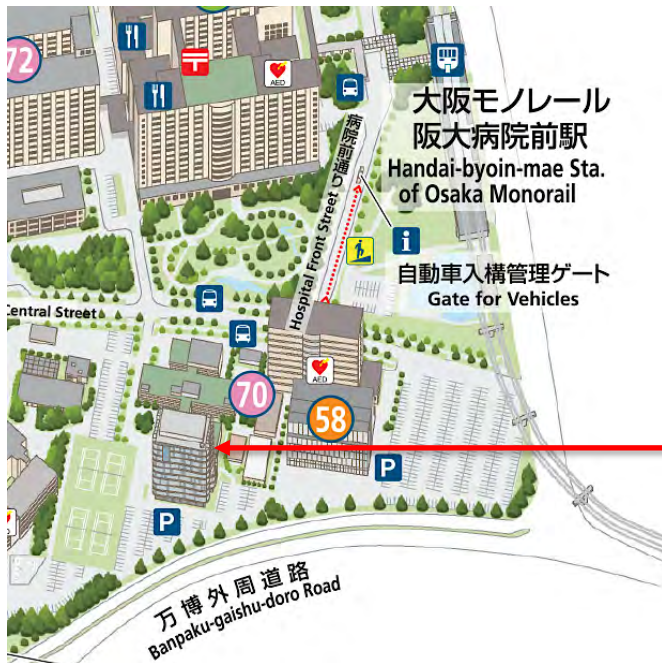 72
〒
AED
大阪モノレール
阪大病院前駅
Handai-byoin-mae Sta.
of Osaka Monorail
病院前通り
Hospital Front Street
i
自動車入構管理ゲート
Gate for Vehicles
Central Street
AED
70
58
P
P
万博外周道路
Banpaku-gaishu-doro Road